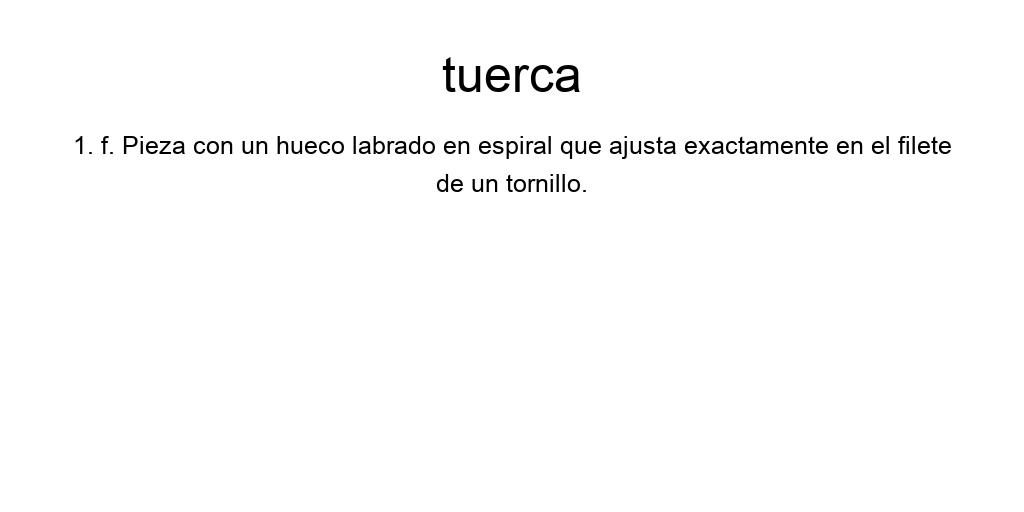 tuerca
1. f. Pieza con un hueco labrado en espiral que ajusta exactamente en el filete
de un tornillo.